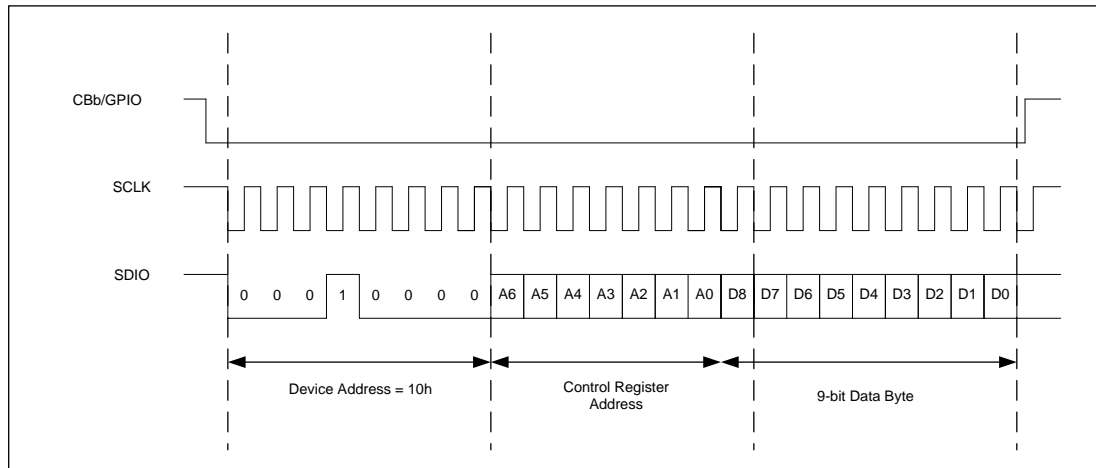 CBb/GPIO
SCLK
SDIO
0 0 0 1 0 0 0 0 A6 A5 A4 A3 A2 A1 A0 D8 D7 D6 D5 D4 D3 D2 D1 D0
Device Address = 10h
Control Register
Address
9-bit Data Byte